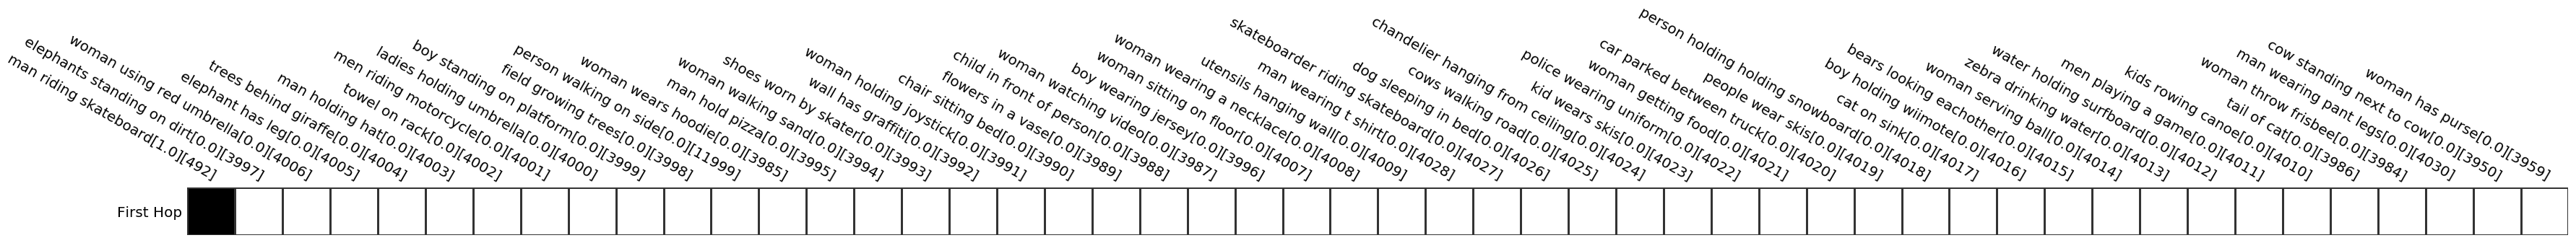 man riding skateboard[1.0][492]
elephants standing on dirt[0.0][3997]
woman using red umbrella[0.0][4006]
elephant has leg[0.0][4005]
trees behind giraffe[0.0][4004]
man holding hat[0.0][4003]
towel on rack[0.0][4002]
men riding motorcycle[0.0][4001]
ladies holding umbrella[0.0][4000]
boy standing on platform[0.0][3999]
field growing trees[0.0][3998]
person walking on side[0.0][11999]
woman wears hoodie[0.0][3985]
man hold pizza[0.0][3995]
woman walking sand[0.0][3994]
shoes worn by skater[0.0][3993]
wall has graffiti[0.0][3992]
woman holding joystick[0.0][3991]
chair sitting bed[0.0][3990]
flowers in a vase[0.0][3989]
child in front of person[0.0][3988]
woman watching video[0.0][3987]
boy wearing jersey[0.0][3996]
woman sitting on floor[0.0][4007]
woman wearing a necklace[0.0][4008]
utensils hanging wall[0.0][4009]
man wearing t shirt[0.0][4028]
skateboarder riding skateboard[0.0][4027]
dog sleeping in bed[0.0][4026]
cows walking road[0.0][4025]
chandelier hanging from ceiling[0.0][4024]
kid wears skis[0.0][4023]
police wearing uniform[0.0][4022]
woman getting food[0.0][4021]
car parked between truck[0.0][4020]
people wear skis[0.0][4019]
person holding holding snowboard[0.0][4018]
cat on sink[0.0][4017]
boy holding wiimote[0.0][4016]
bears looking eachother[0.0][4015]
woman serving ball[0.0][4014]
zebra drinking water[0.0][4013]
water holding surfboard[0.0][4012]
men playing a game[0.0][4011]
kids rowing canoe[0.0][4010]
tail of cat[0.0][3986]
woman throw frisbee[0.0][3984]
man wearing pant legs[0.0][4030]
cow standing next to cow[0.0][3950]
woman has purse[0.0][3959]
First Hop